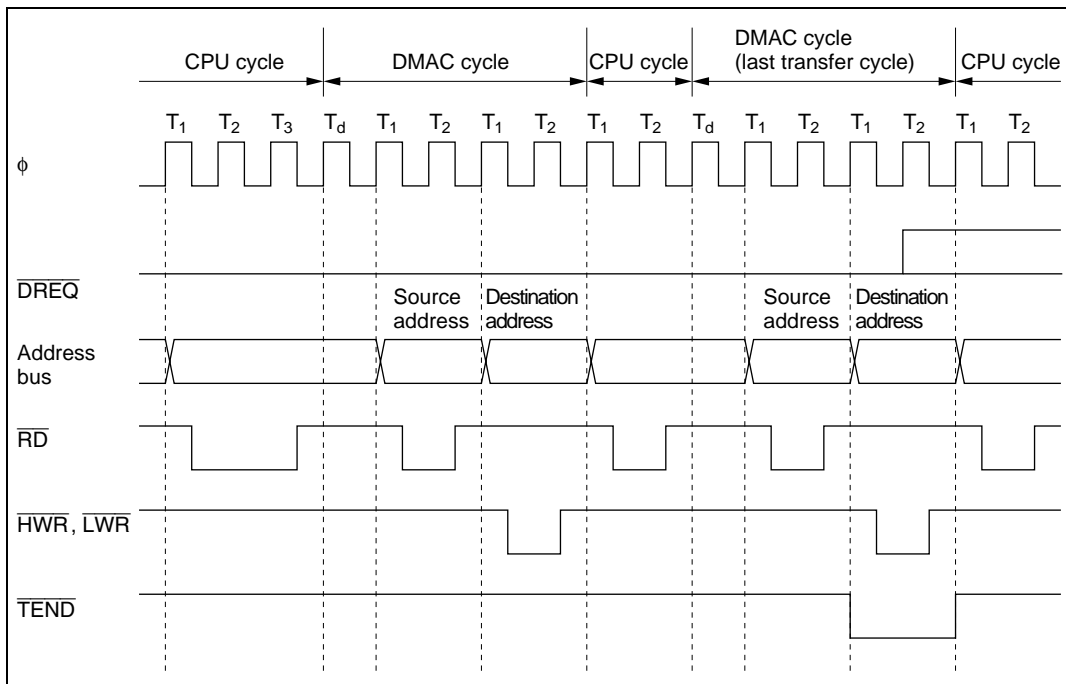 DMAC cycle
CPU cycle DMAC cycle CPU cycle (last transfer cycle) CPU cycle
T1 T2 T3 Td T1 T2 T1 T2 T1 T2 Td T1 T2 T1 T2 T1 T2
ϕ
DREQ
Source Destination Source Destination
address address address address
Address
bus
RD
HWR, LWR
TEND